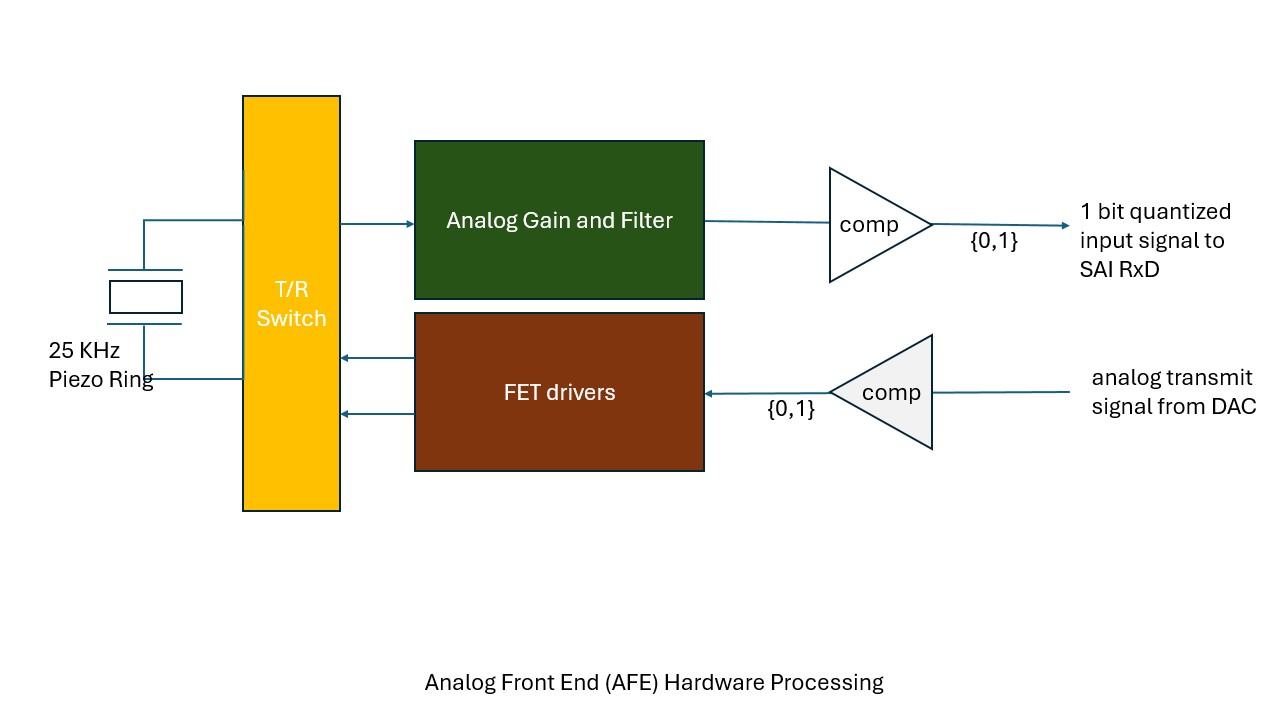 Analog Gain and Filter
comp
{0,1}
1 bit quantized
input signal to
SAI RxD
T/R
Switch
25 KHz
Piezo Ring
FET drivers
{0,1}
comp
analog transmit
signal from DAC
Analog Front End (AFE) Hardware Processing